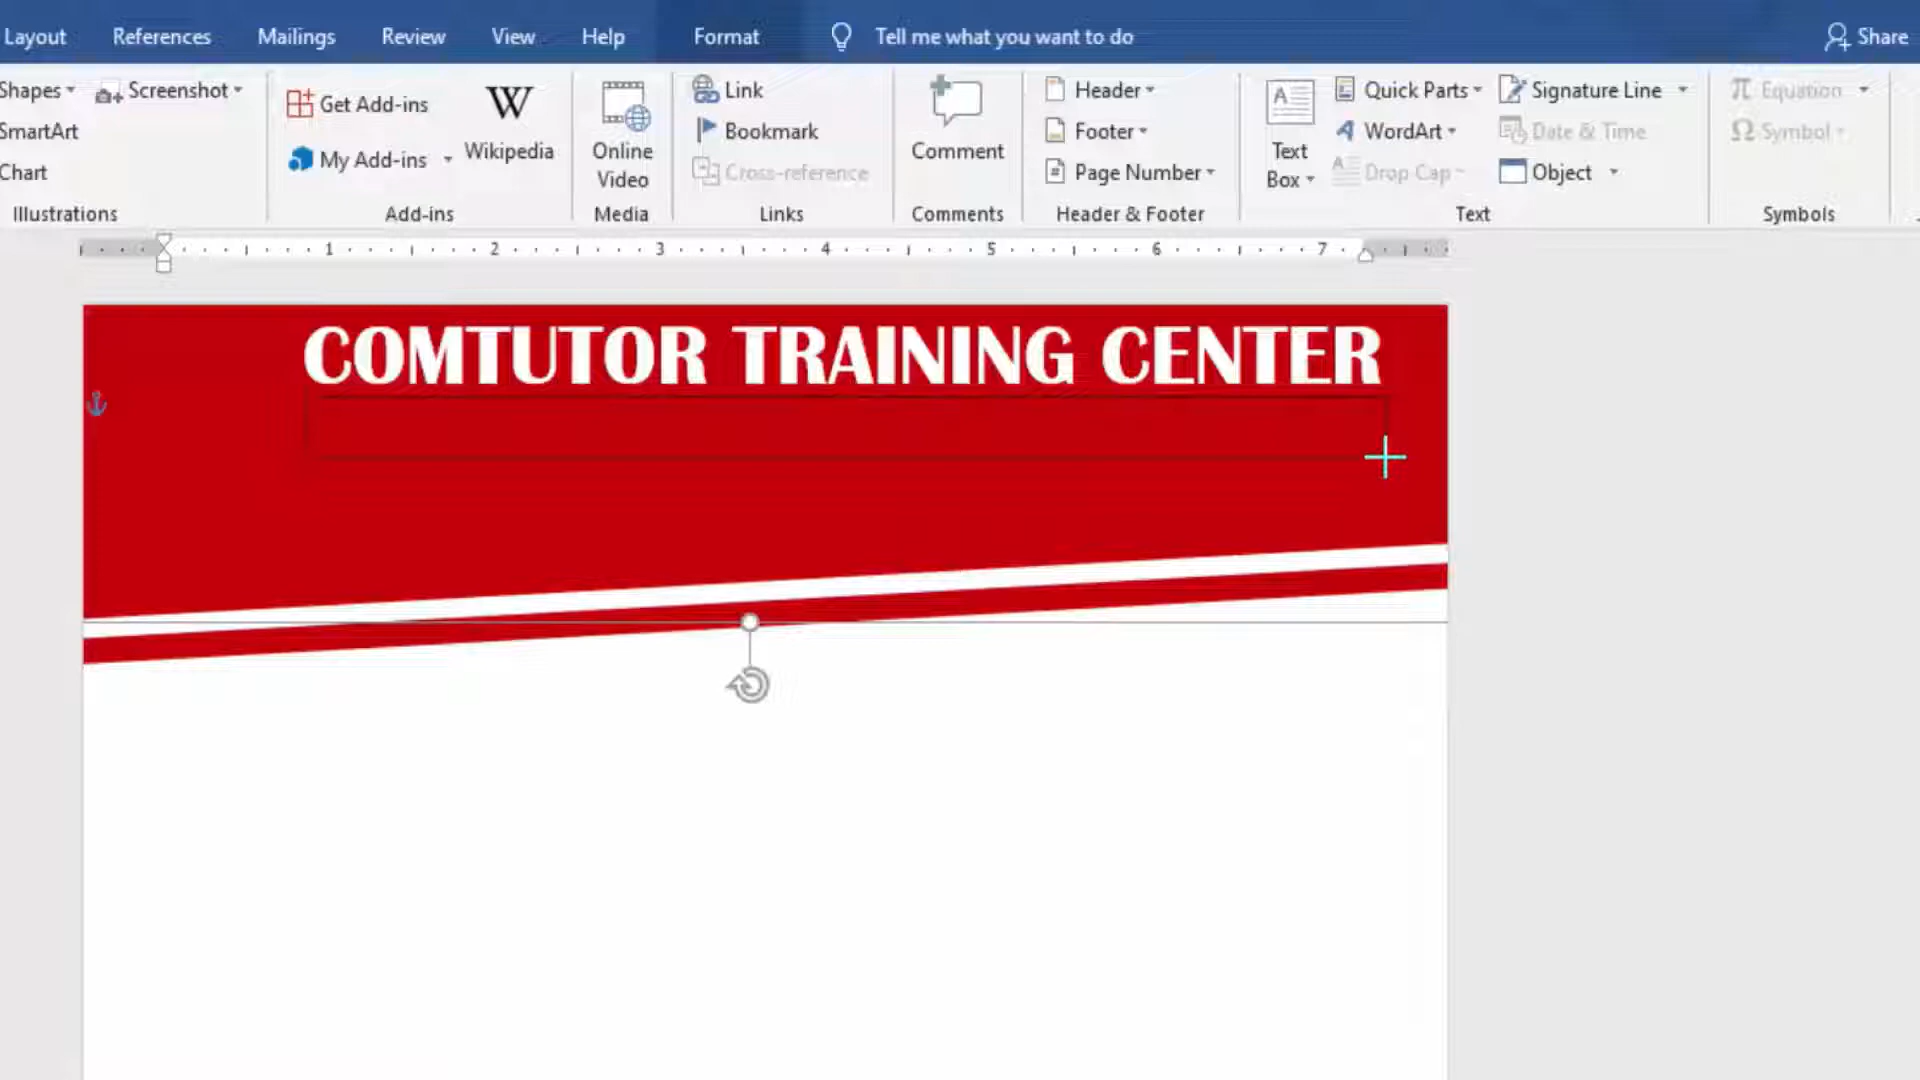 Layout References Mailings Review View Help Format Tell me what you want to do Share
Shapes Screenshot
SmartArt
Chart
Illustrations
Get Add-ins
My Add-ins
Wikipedia
Add-ins
Online
Video
Media
Link
Bookmark
Cross-reference
Links
Comment
Comments
Header
Footer
Page Number
Header & Footer
Text
Box
Quick Parts
WordArt
Drop Cap
Signature Line
Date & Time
Object
Text
Equation
Symbol
Symbols
1 2 3 4 5 6 7
COMTUTOR TRAINING CENTER